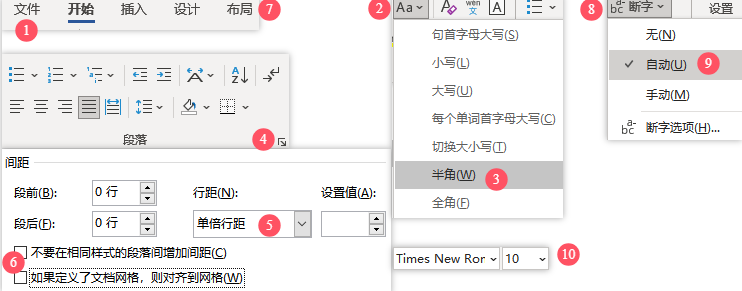 文件 开始 插入 设计 布局 7
1
段落
4
间距
段前(B): 0 行 行距(N): 设置值(A):
段后(F): 0 行 单倍行距 5
6 不要在相同样式的段落间增加间距(C)
如果定义了文档网格，则对齐到网格(W)
2 Aa A wén 文 A
句首字母大写(S)
小写(L)
大写(U)
每个单词首字母大写(C)
切换大小写(T)
半角(W) 3
全角(F)
Times New Ror 10 10
8 a- bc 断字 设置
无(N)
自动(U) 9
手动(M)
a- bc 断字选项(H)...